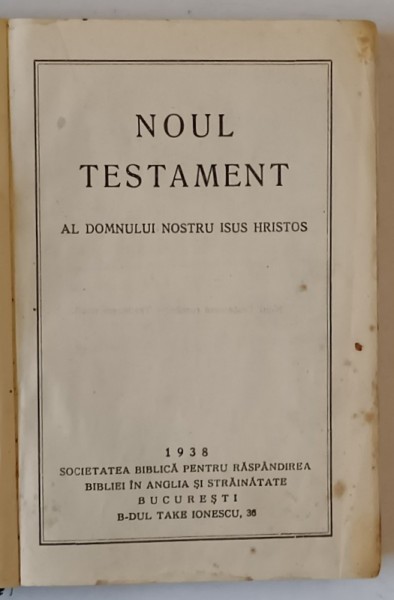 NOUL
TESTAMENT
AL DOMNULUI NOSTRU ISUS HRISTOS
1938
SOCIETATEA BIBLICĂ PENTRU RĂSPÂNDIREA
BIBLIEI ÎN ANGLIA ȘI STRĂINĂTATE
BUCUREȘTI
B-DUL TAKE IONESCU, 36